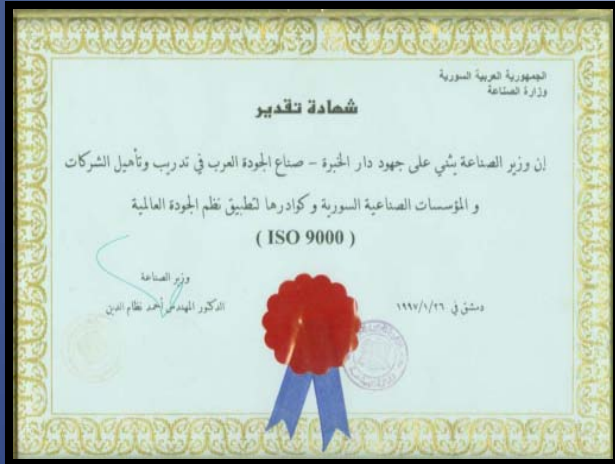 الجمهورية العربية السورية
وزارة الصناعة
شهادة تقدير
إن وزير الصناعة يثني على جهود دار الخبرة – صناع الجودة العرب في تدريب وتأهيل الشركات
و المؤسسات الصناعية السورية و كوادرها لتطبيق نظم الجودة العالمية
( ISO 9000 )
وزير الصناعة
دمشق في ١٩٩٧/١/٢٦
الدكتور المهندس أحمد نظام الدين